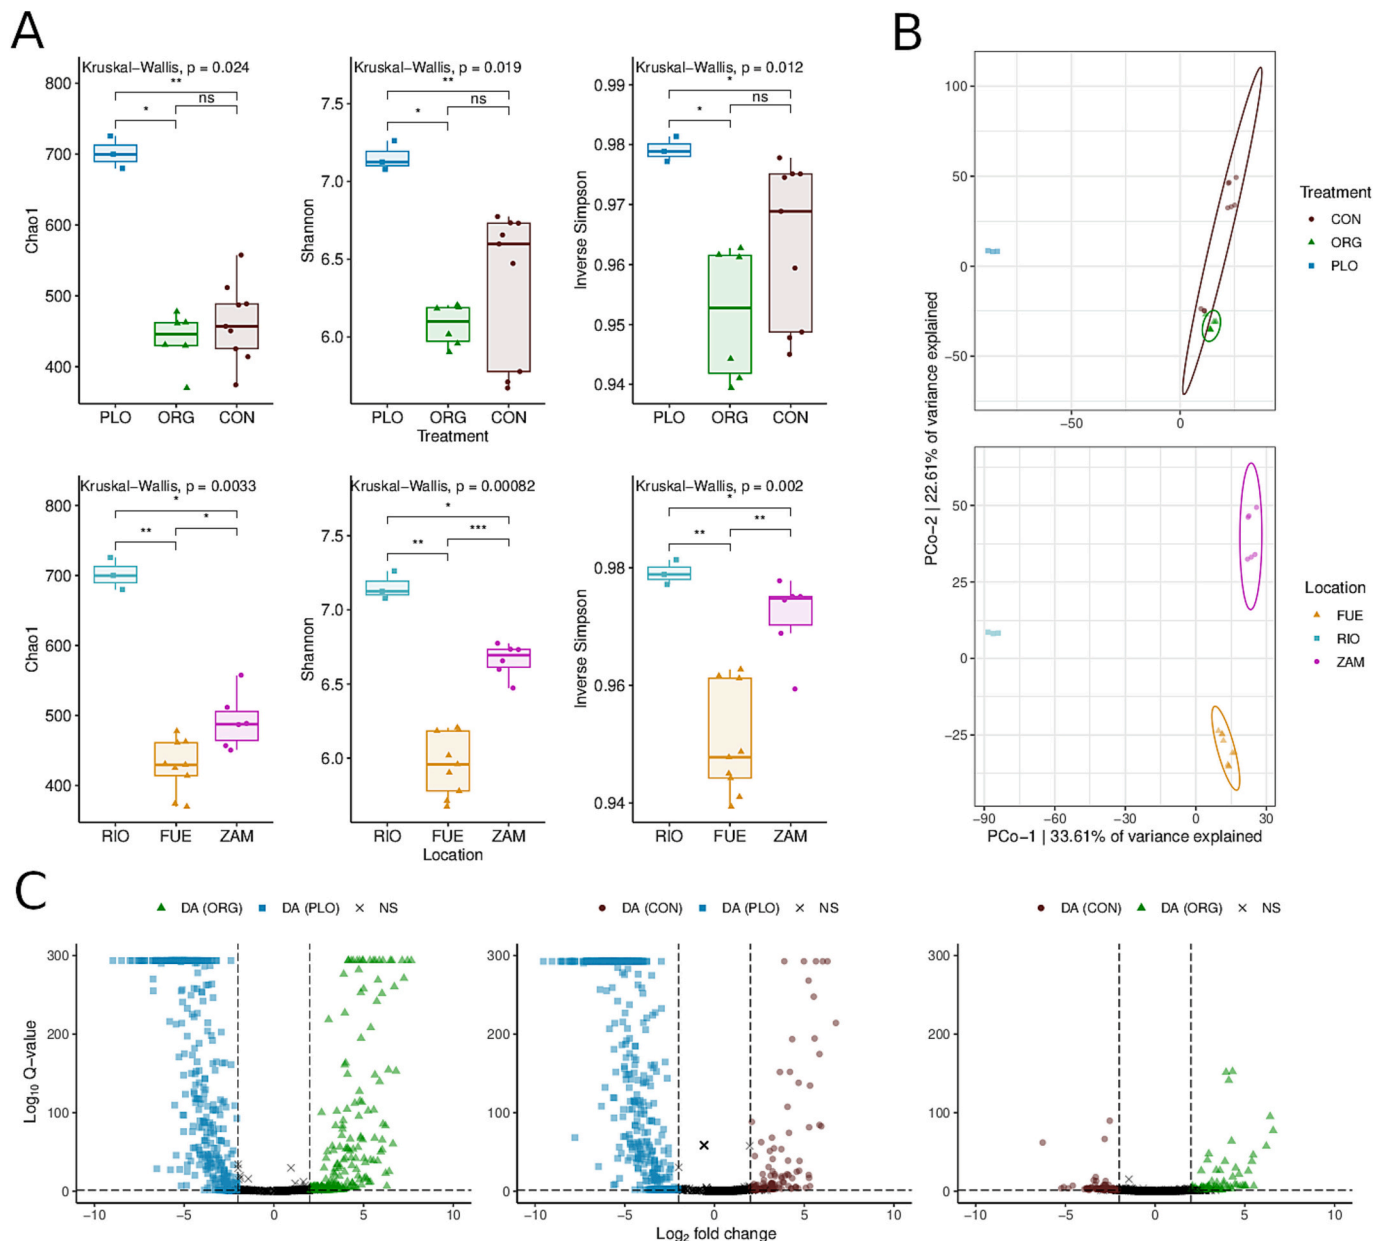 A
B
Kruskal-Wallis, p = 0.024
Kruskal-Wallis, p = 0.019
Kruskal-Wallis, p = 0.012
**
**
*
ns
ns
ns
*
*
*
Chao1
800
700
600
500
400
Shannon
7.5
7.0
6.5
6.0
Inverse Simpson
0.99
0.98
0.97
0.96
0.95
0.94
PLO ORG CON
PLO ORG CON
PLO ORG CON
Treatment
100
50
0
-50
-50
0
Treatment
CON
ORG
PLO
PCo-2 | 22.61% of variance explained
Kruskal-Wallis, p = 0.0033
Kruskal-Wallis, p = 0.00082
Kruskal-Wallis, p = 0.002
*
*
*
*
***
**
**
**
**
Chao1
800
700
600
500
400
Shannon
7.5
7.0
6.5
6.0
Inverse Simpson
0.98
0.96
0.94
RIO FUE ZAM
RIO FUE ZAM
RIO FUE ZAM
Location
50
25
0
-25
-90 -60 -30 0 30
PCo-1 | 33.61% of variance explained
Location
FUE
RIO
ZAM
C
DA (ORG) DA (PLO) NS
DA (CON) DA (PLO) NS
DA (CON) DA (ORG) NS
Log10 Q-value
300
200
100
0
300
200
100
0
300
200
100
0
-10 -5 0 5 10
-10 -5 0 5 10
-10 -5 0 5 10
Log2 fold change